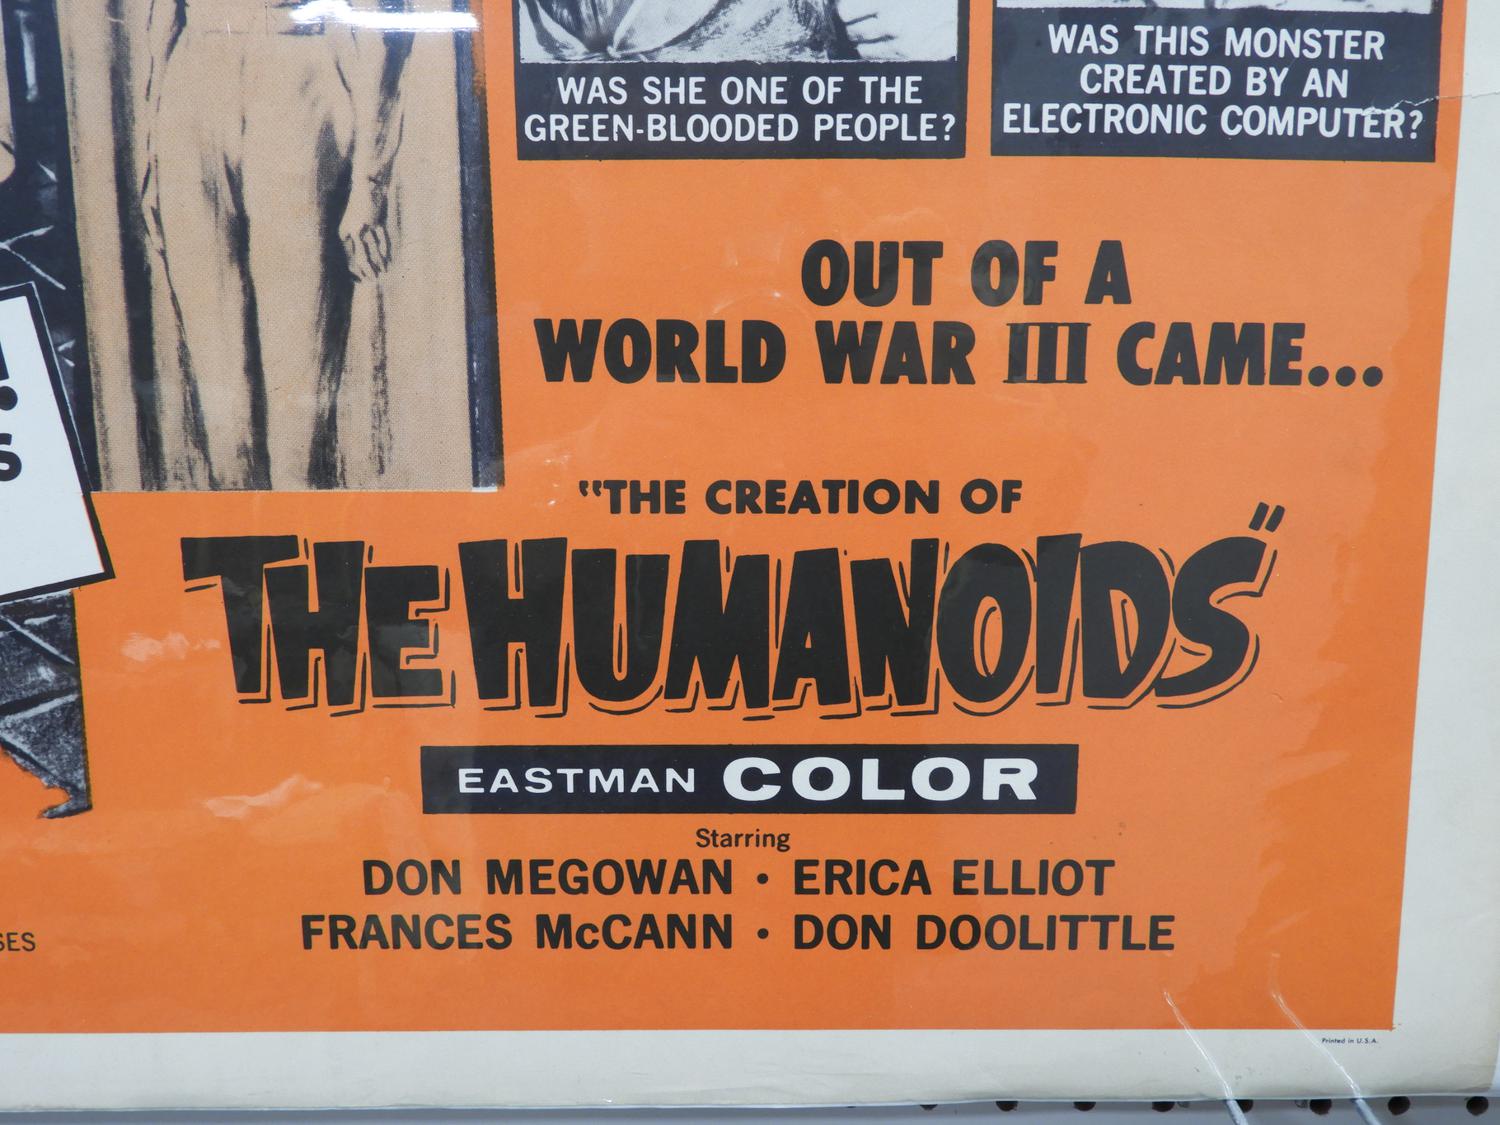 WAS SHE ONE OF THE
GREEN-BLOODED PEOPLE?
WAS THIS MONSTER
CREATED BY AN
ELECTRONIC COMPUTER?
OUT OF A
WORLD WAR III CAME...
"THE CREATION OF
THE HUMANOIDS"
EASTMAN COLOR
Starring
DON MEGOWAN • ERICA ELLIOT
FRANCES McCANN • DON DOOLITTLE
Printed in U.S.A.